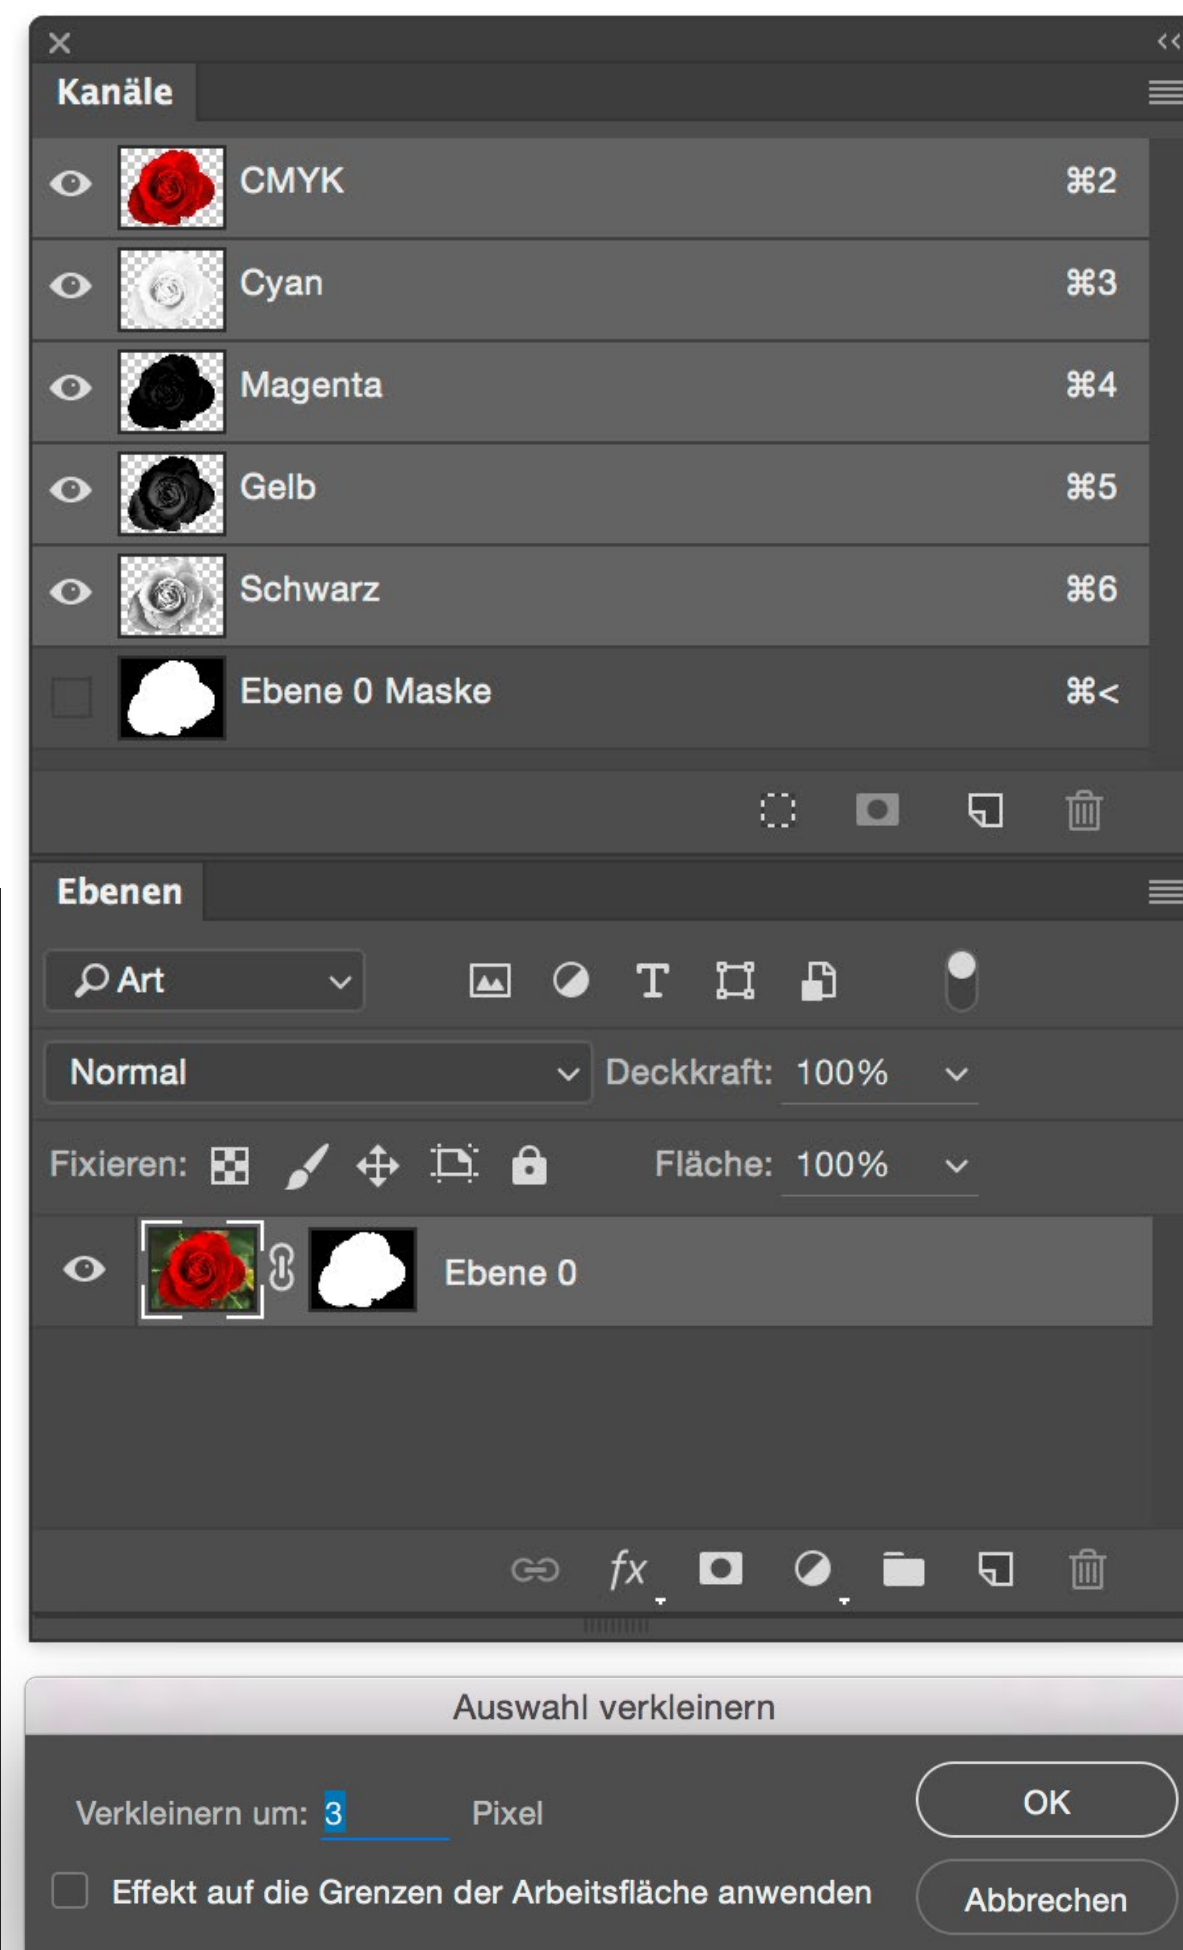 Kanäle
CMYK ⌘2
Cyan ⌘3
Magenta ⌘4
Gelb ⌘5
Schwarz ⌘6
Ebene 0 Maske ⌘<
Ebenen
Art
Normal Deckkraft: 100%
Fixieren: Fläche: 100%
Ebene 0
fx
Auswahl verkleinern
Verkleinern um: 3 Pixel OK
Effekt auf die Grenzen der Arbeitsfläche anwenden Abbrechen